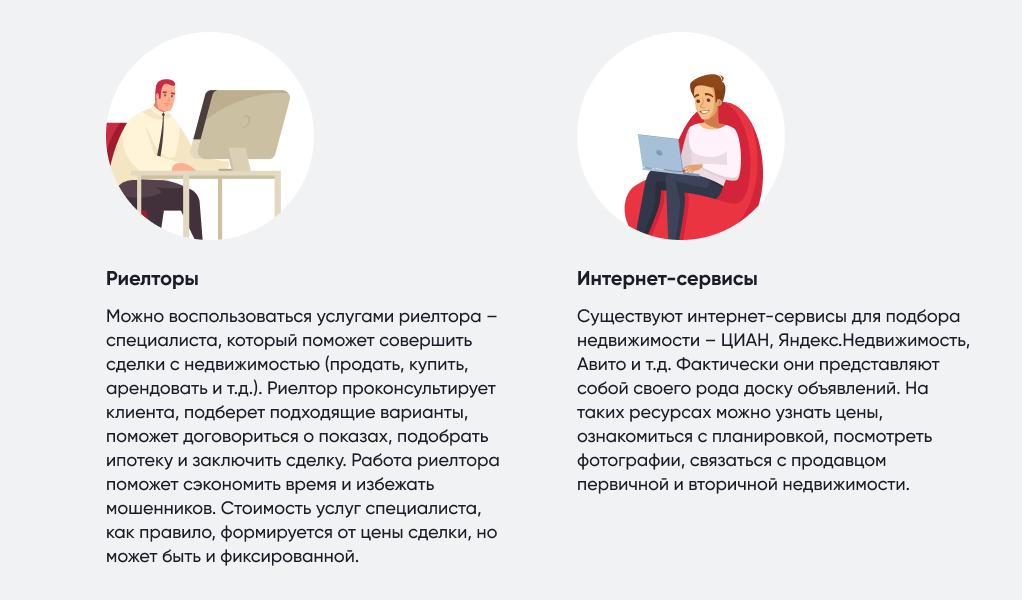 Риелторы
Можно воспользоваться услугами риелтора –
специалиста, который поможет совершить
сделки с недвижимостью (продать, купить,
арендовать и т.д.). Риелтор проконсультирует
клиента, подберет подходящие варианты,
поможет договориться о показах, подобрать
ипотеку и заключить сделку. Работа риелтора
поможет сэкономить время и избежать
мошенников. Стоимость услуг специалиста,
как правило, формируется от цены сделки, но
может быть и фиксированной.
Интернет-сервисы
Существуют интернет-сервисы для подбора
недвижимости – ЦИАН, Яндекс.Недвижимость,
Авито и т.д. Фактически они представляют
собой своего рода доску объявлений. На
таких ресурсах можно узнать цены,
ознакомиться с планировкой, посмотреть
фотографии, связаться с продавцом
первичной и вторичной недвижимости.